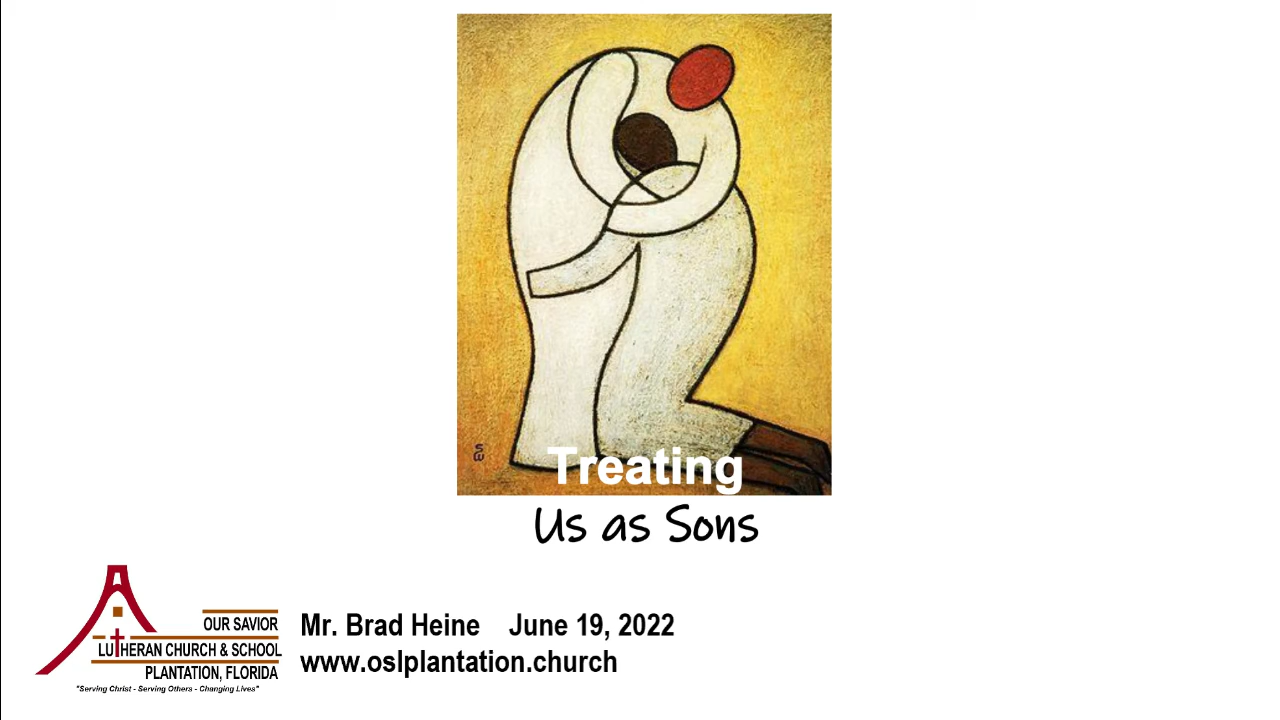 Treating
Us as Sons
OUR SAVIOR
LUTHERAN CHURCH & SCHOOL
PLANTATION, FLORIDA
"Serving Christ - Serving Others - Changing Lives"
Mr. Brad Heine June 19, 2022
www.oslplantation.church